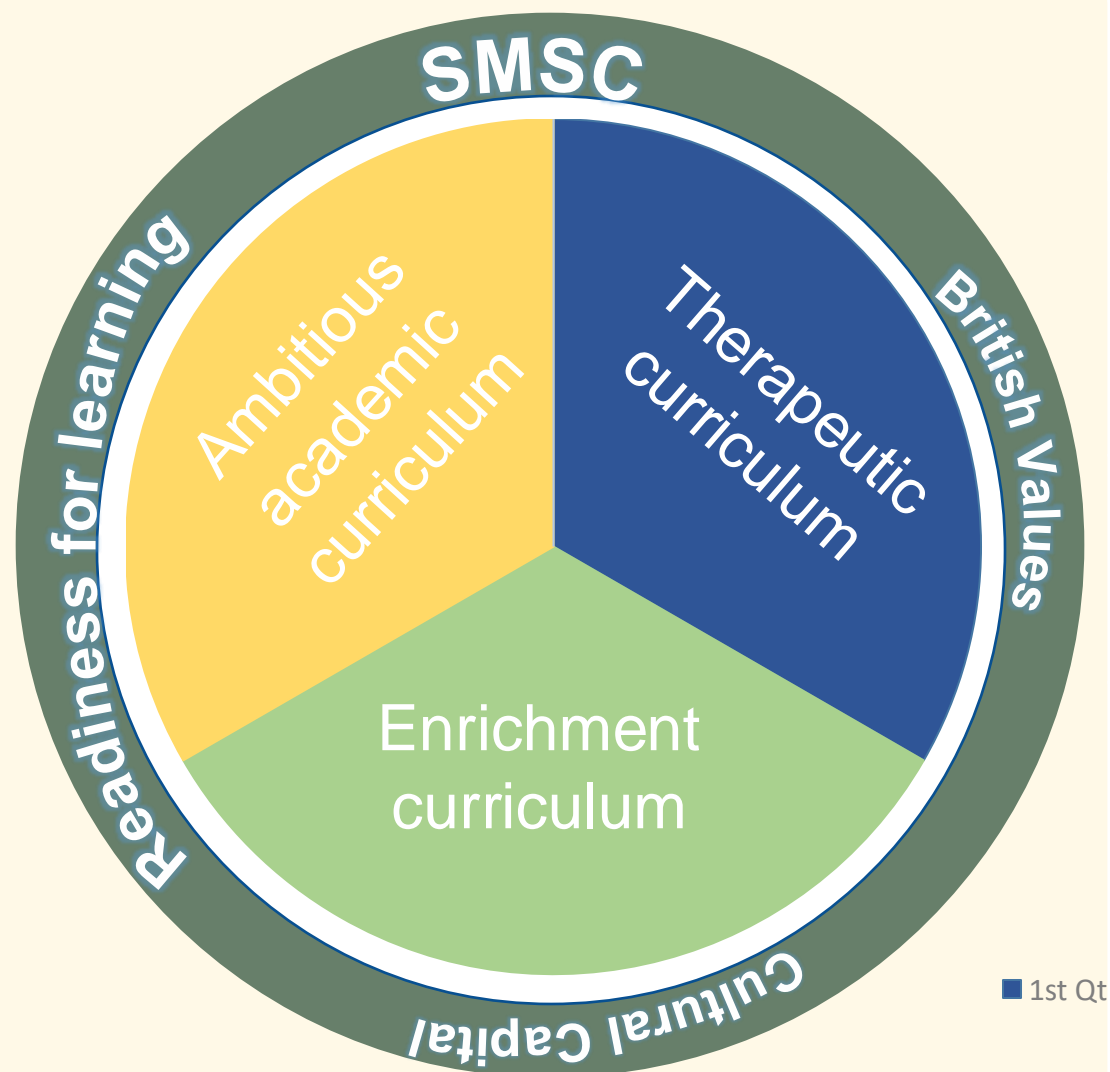 SMSC
Readiness for learning
British Values
Cultural Capital
Ambitious
academic
curriculum
Therapeutic
curriculum
Enrichment
curriculum
1st Qt